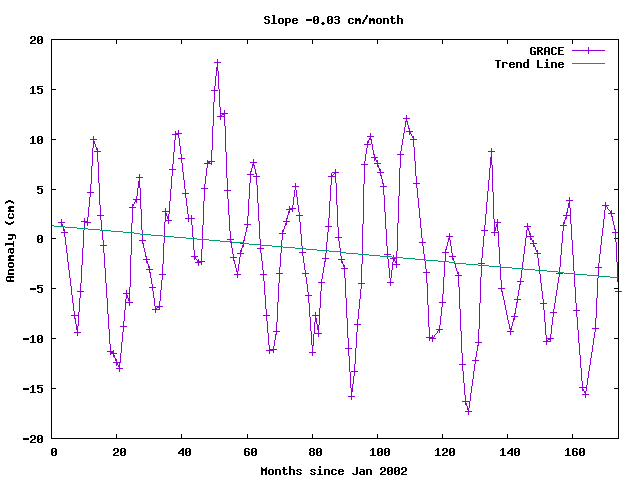 Slope -0.03 cm/month
20
15
10
5
0
-5
-10
-15
-20
Anomaly (cm)
GRACE
Trend Line
0 20 40 60 80 100 120 140 160
Months since Jan 2002